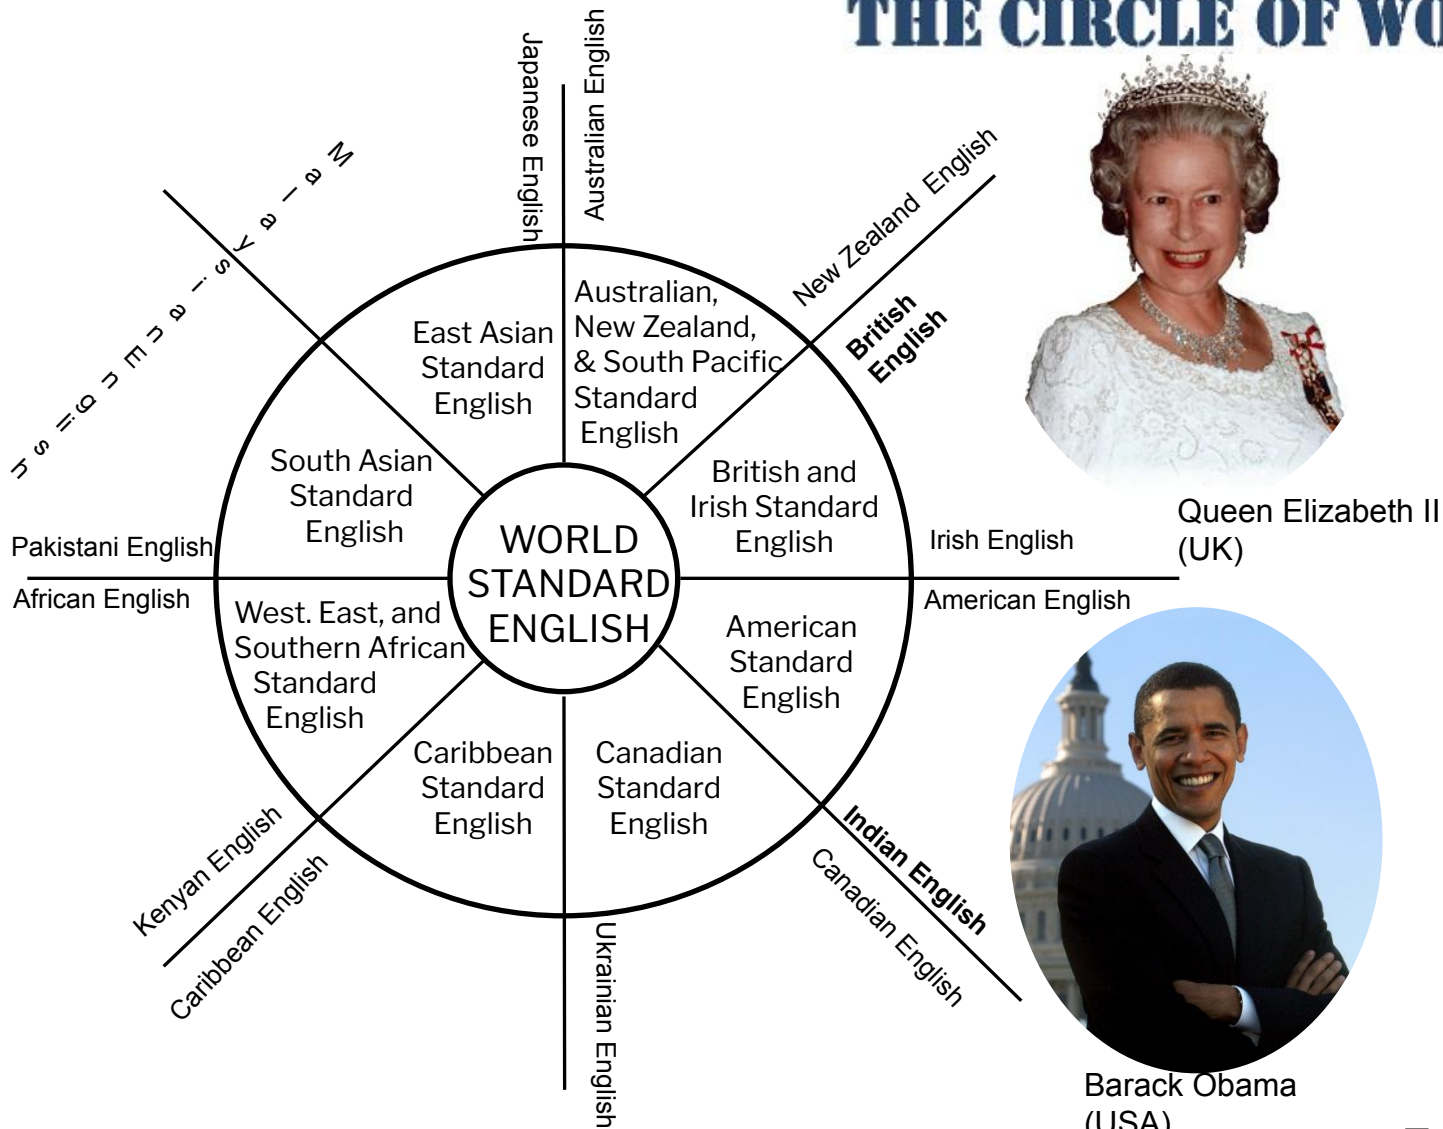 THE CIRCLE OF WO
Japanese English
Australian English
New Zealand English
British
English
Malaysian English
East Asian
Standard
English
Australian,
New Zealand,
& South Pacific
Standard
English
South Asian
Standard
English
British and
Irish Standard
English
WORLD
STANDARD
ENGLISH
Pakistani English
African English
Irish English
American English
Queen Elizabeth II
(UK)
West. East, and
Southern African
Standard
English
American
Standard
English
Caribbean
Standard
English
Canadian
Standard
English
Kenyan English
Caribbean English
Ukrainian English
Indian English
Canadian English
Barack Obama
(USA)